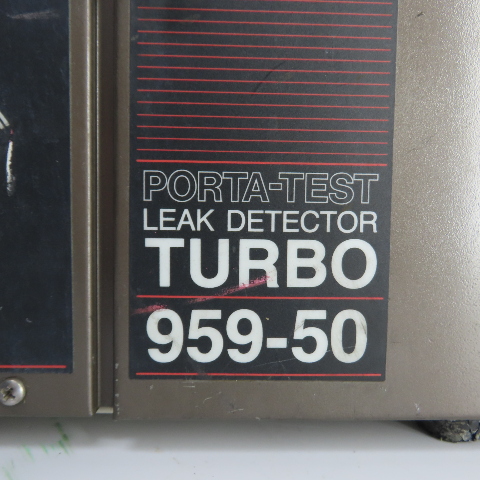 PORTA-TEST
LEAK DETECTOR
TURBO
959-50